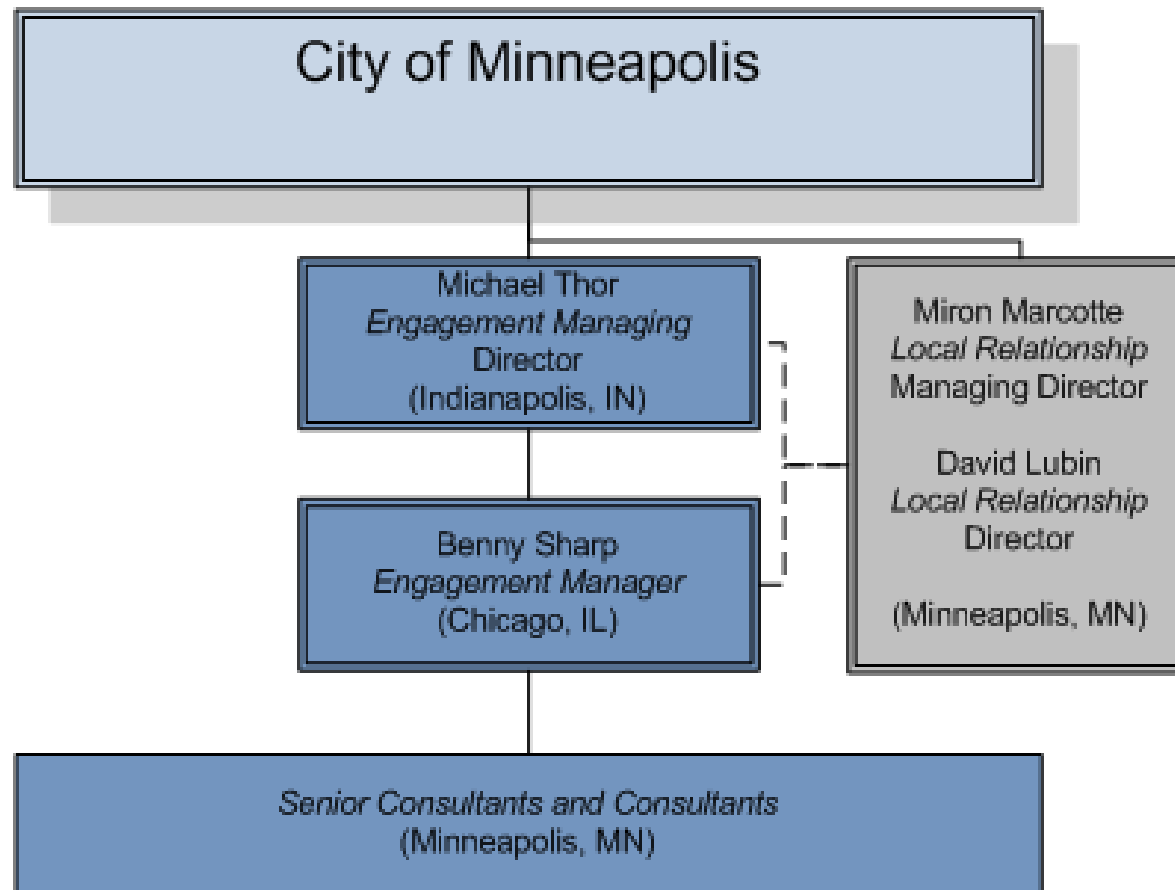 City of Minneapolis
Michael Thor
Engagement Managing
Director
(Indianapolis, IN)
Miron Marcotte
Local Relationship
Managing Director
David Lubin
Local Relationship
Director
(Minneapolis, MN)
Benny Sharp
Engagement Manager
(Chicago, IL)
Senior Consultants and Consultants
(Minneapolis, MN)